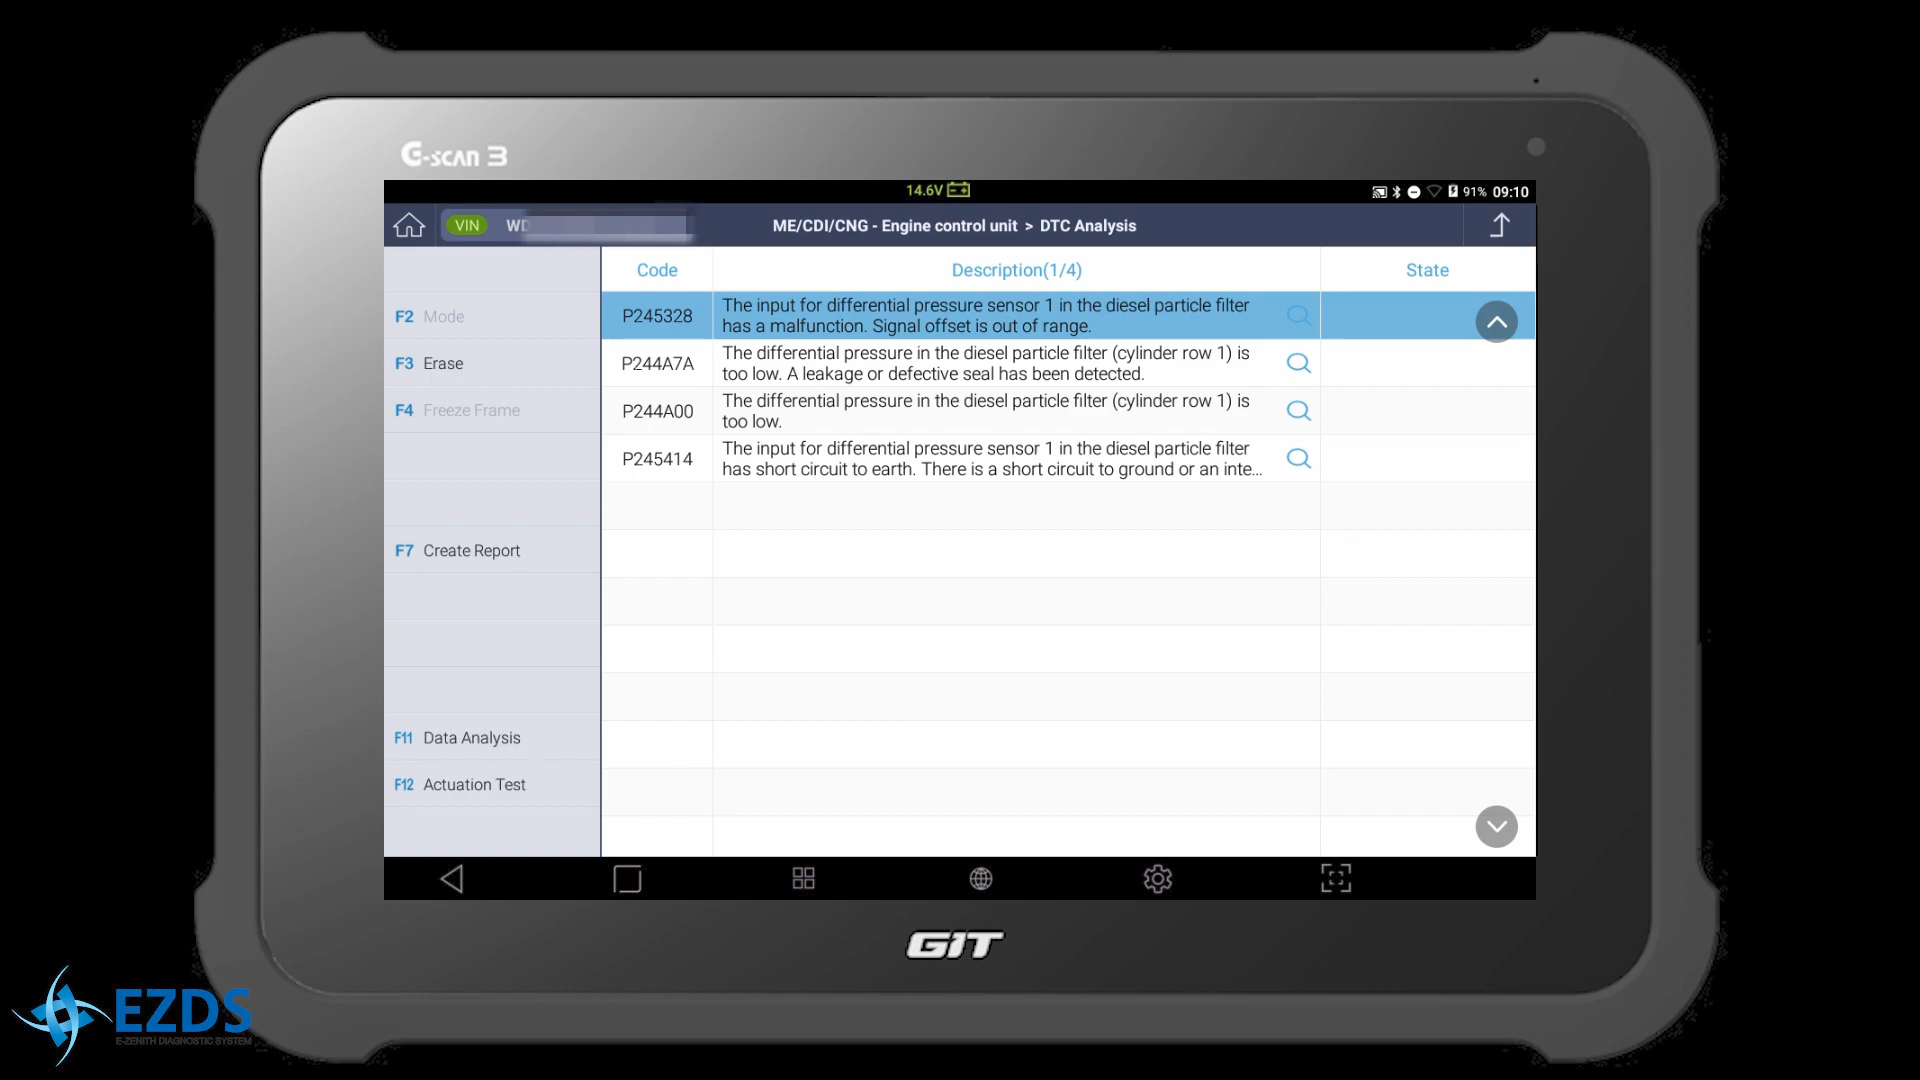 G-scan 3
14.6V
91% 09:10
VIN WD
ME/CDI/CNG - Engine control unit > DTC Analysis
Code Description(1/4) State
F2 Mode
F3 Erase
F4 Freeze Frame
F7 Create Report
F11 Data Analysis
F12 Actuation Test
P245328 The input for differential pressure sensor 1 in the diesel particle filter
has a malfunction. Signal offset is out of range.
P244A7A The differential pressure in the diesel particle filter (cylinder row 1) is
too low. A leakage or defective seal has been detected.
P244A00 The differential pressure in the diesel particle filter (cylinder row 1) is
too low.
P245414 The input for differential pressure sensor 1 in the diesel particle filter
has short circuit to earth. There is a short circuit to ground or an inte...
GIT
EZDS
E-ZENITH DIAGNOSTIC SYSTEM